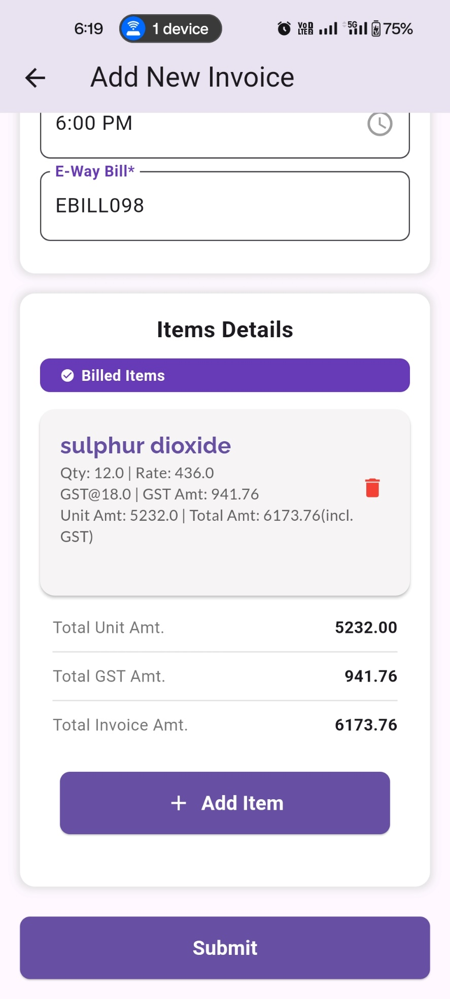 6:19
1 device
VoD
LTE2
5G
75%
Add New Invoice
6:00 PM
E-Way Bill*
EBILL098
Items Details
Billed Items
sulphur dioxide
Qty: 12.0 | Rate: 436.0
GST@18.0 | GST Amt: 941.76
Unit Amt: 5232.0 | Total Amt: 6173.76(incl.
GST)
Total Unit Amt. 5232.00
Total GST Amt. 941.76
Total Invoice Amt. 6173.76
+ Add Item
Submit